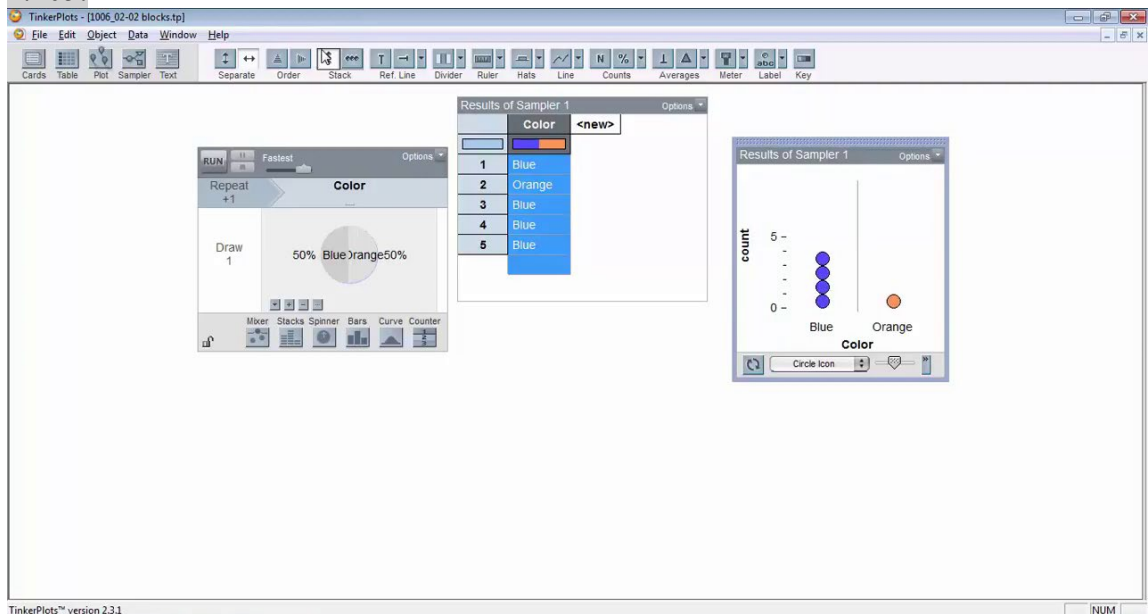 TinkerPlots - [1006_02-02 blocks.tp]
File Edit Object Data Window Help
Cards Table Plot Sampler Text Separate Order Stack Ref. Line Divider Ruler Hats Line Counts Averages Meter Label Key
RUN Fastest Options
Repeat +1 Color
Draw 1
50% Blue Orange 50%
Mixer Stacks Spinner Bars Curve Counter
Results of Sampler 1 Options
Color <new>
1 Blue
2 Orange
3 Blue
4 Blue
5 Blue
Results of Sampler 1 Options
count
5
0
Blue Orange
Color
Circle Icon
TinkerPlots™ version 2.3.1 NUM